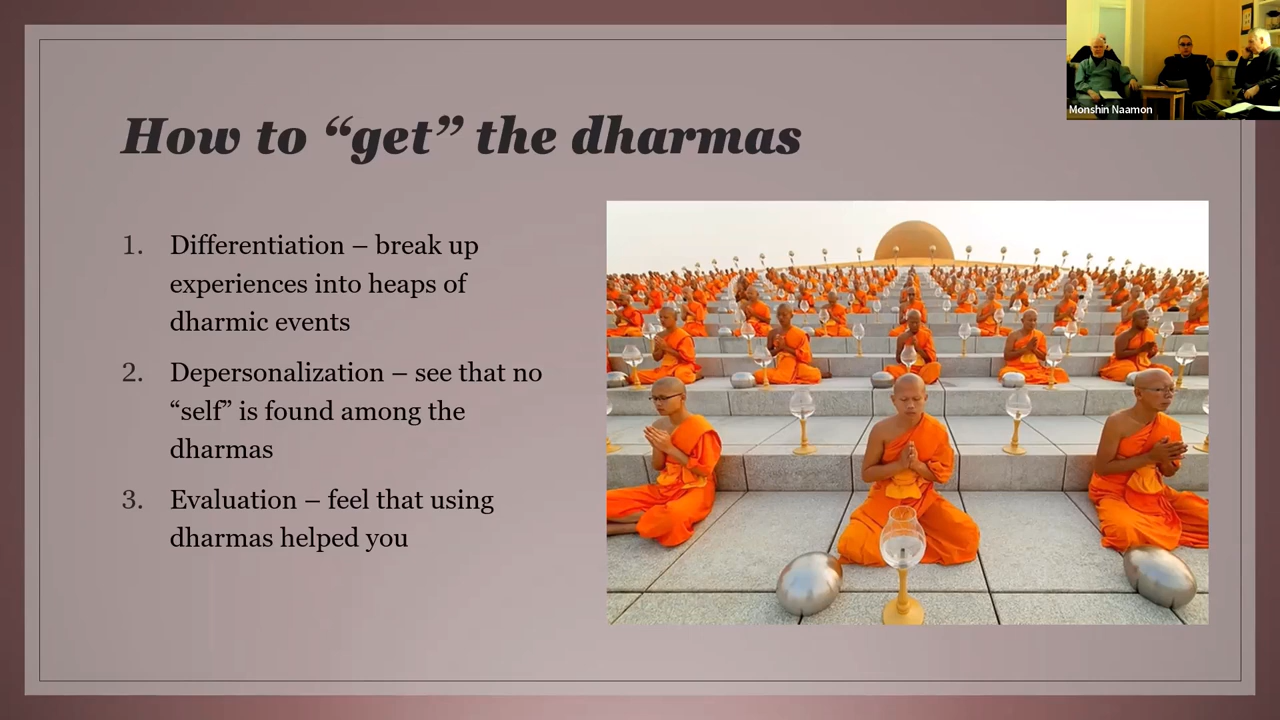 Monshin Naamon
How to “get” the dharmas
1. Differentiation – break up
experiences into heaps of
dharmic events
2. Depersonalization – see that no
“self” is found among the
dharmas
3. Evaluation – feel that using
dharmas helped you